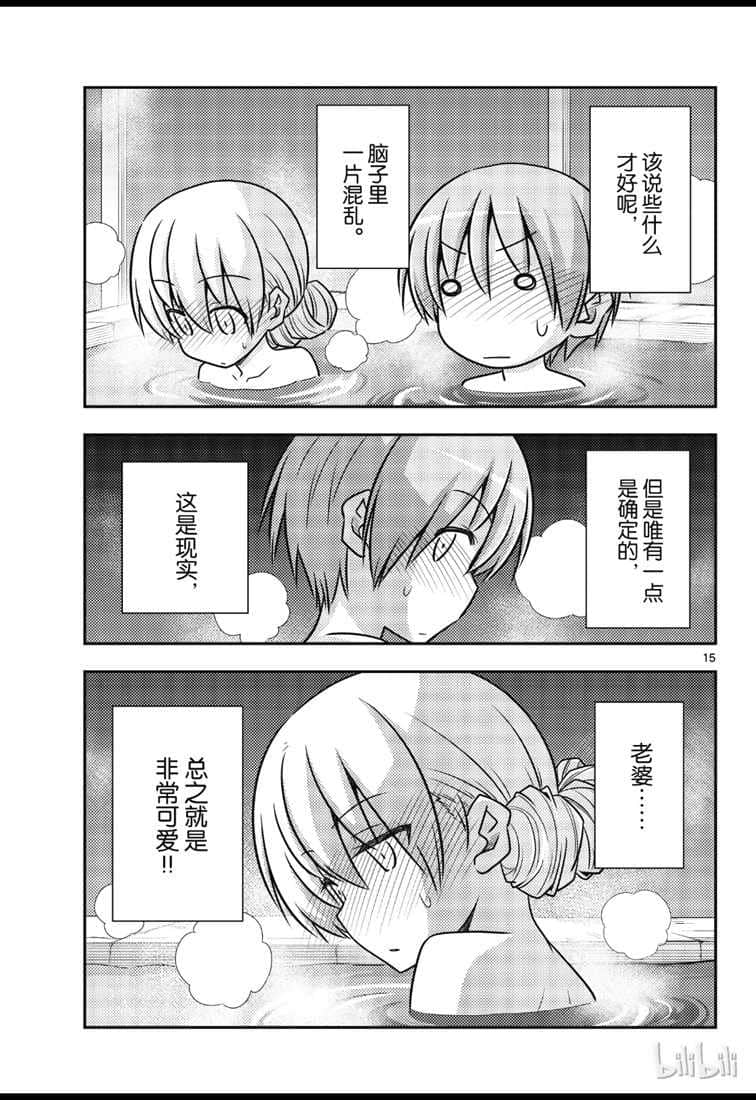 该说些什么
才好呢，
脑子里
一片混乱。
但是唯有一点
是确定的，
这是现实，
15
老婆……
总之就是
非常可爱!!
bilibili